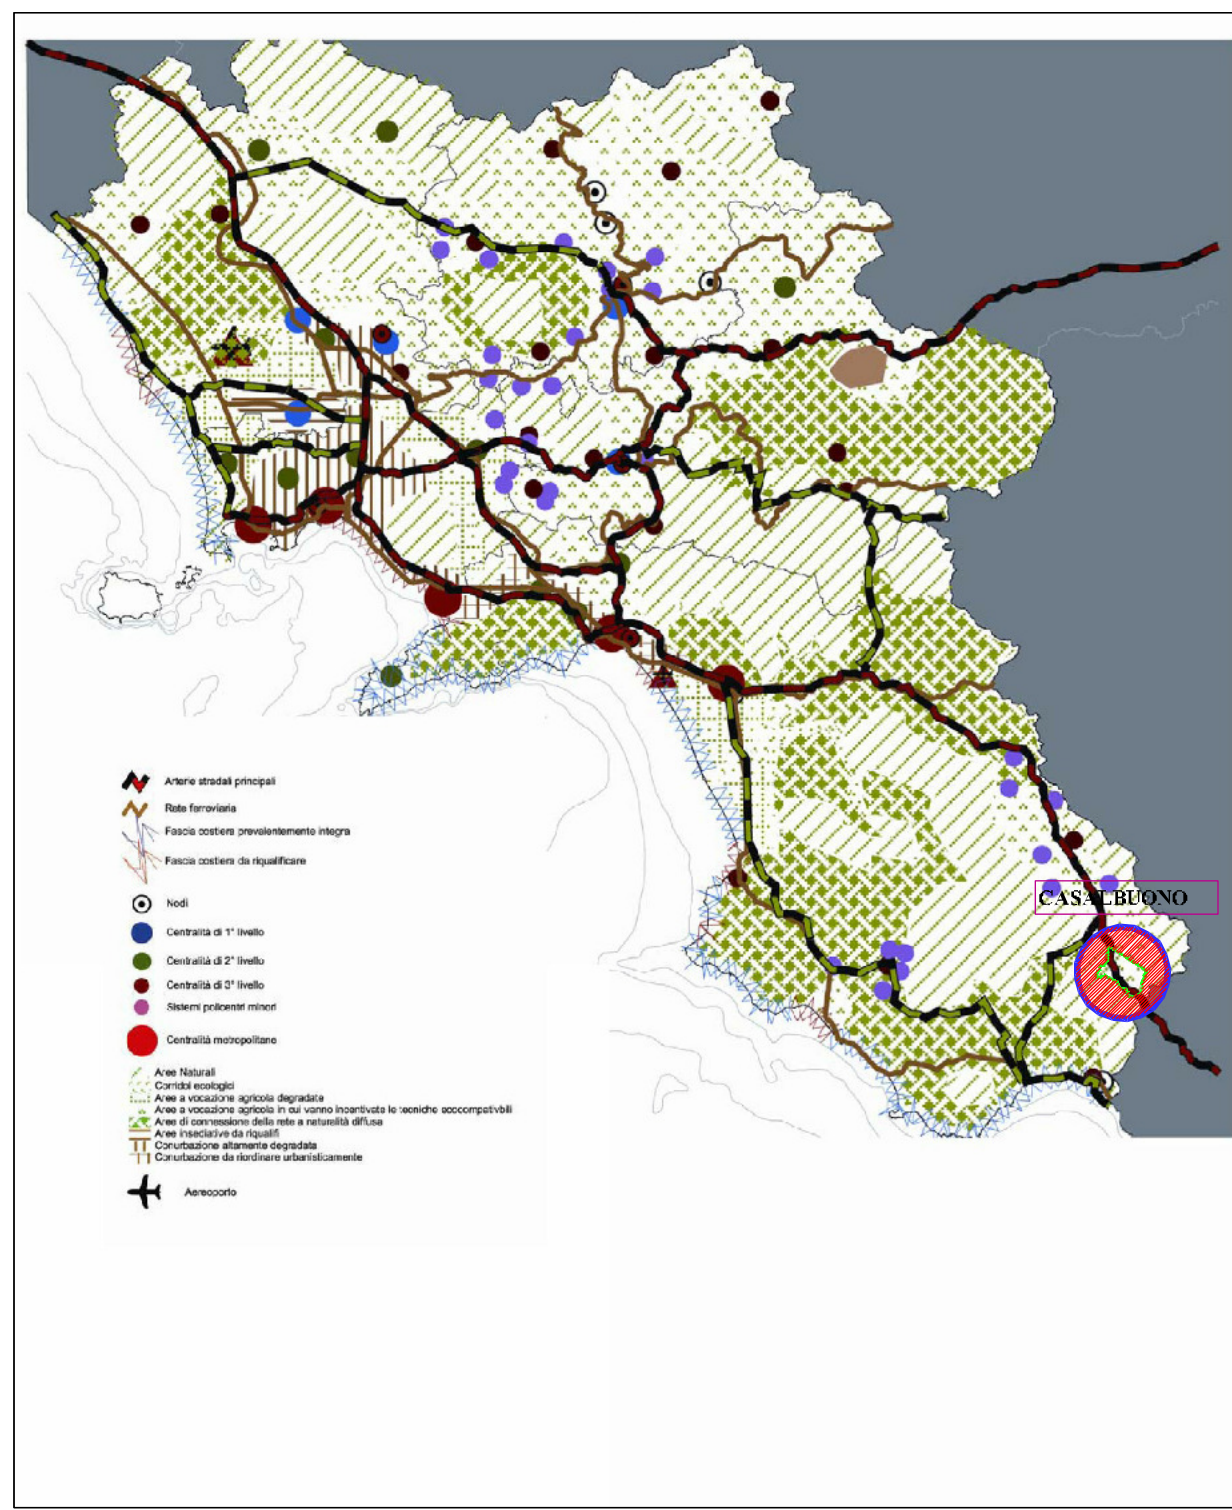 CASALBUONO
Arterie stradali principali
Rete ferroviaria
Fascia costiera prevalentemente integra
Fascia costiera da riqualificare
Nodi
Centralità di 1° livello
Centralità di 2° livello
Centralità di 3° livello
Sistemi policentri minori
Centralità metropolitane
Aree Naturali
Corridoi ecologici
Aree a vocazione agricola degradate
Aree a vocazione agricola in cui vanno incentivate le tecniche ecocompativbili
Aree di connessione della rete a naturalità diffusa
Aree insediative da riqualifi
Conurbazione altamente degradata
Conurbazione da riordinare urbanisticamente
Aereoporto